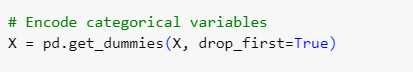 # Encode categorical variables
X = pd.get_dummies(X, drop_first=True)